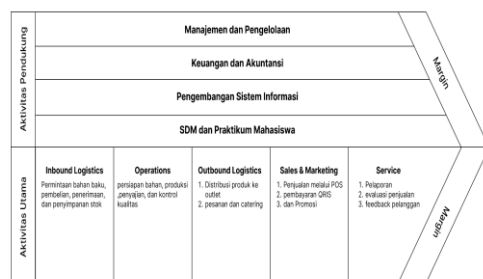 Aktivitas Pendukung
Manajemen dan Pengelolaan
Keuangan dan Akuntansi
Pengembangan Sistem Informasi
SDM dan Praktikum Mahasiswa
Margin
Aktivitas Utama
Inbound Logistics
Permintaan bahan baku,
pembelian, penerimaan,
dan penyimpanan stok
Operations
persiapan bahan, produksi
,penyajian, dan kontrol
kualitas
Outbound Logistics
1. Distribusi produk ke
outlet
2. pesanan dan catering
Sales & Marketing
1. Penjualan melalui POS
2. pembayaran QRIS
3. dan Promosi
Service
1. Pelaporan
2. evaluasi penjualan
3. feedback pelanggan
Margin